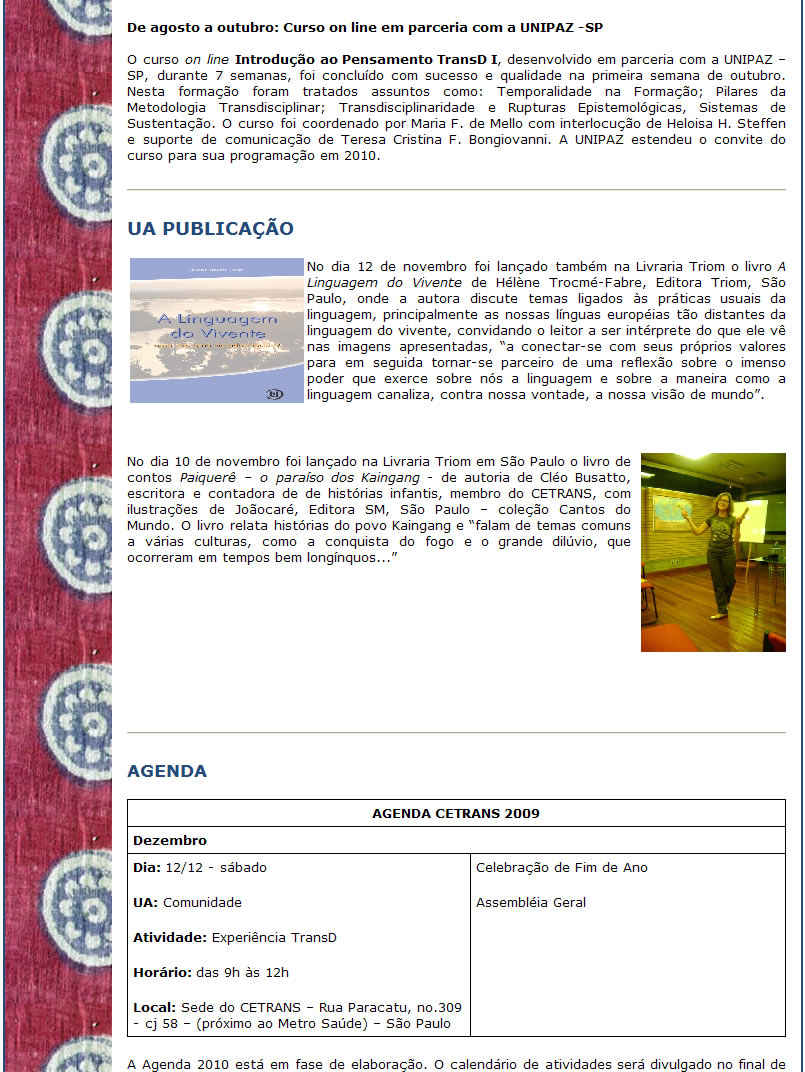 De agosto a outubro: Curso on line em parceria com a UNIPAZ -SP
O curso on line Introdução ao Pensamento TransD I, desenvolvido em parceria com a UNIPAZ –
SP, durante 7 semanas, foi concluído com sucesso e qualidade na primeira semana de outubro.
Nesta formação foram tratados assuntos como: Temporalidade na Formação; Pilares da
Metodologia Transdisciplinar; Transdisciplinaridade e Rupturas Epistemológicas, Sistemas de
Sustentação. O curso foi coordenado por Maria F. de Mello com interlocução de Heloisa H. Steffen
e suporte de comunicação de Teresa Cristina F. Bongiovanni. A UNIPAZ estendeu o convite do
curso para sua programação em 2010.
UA PUBLICAÇÃO
A Linguagem
do Vivente
No dia 12 de novembro foi lançado também na Livraria Triom o livro A
Linguagem do Vivente de Hélène Trocmé-Fabre, Editora Triom, São
Paulo, onde a autora discute temas ligados às práticas usuais da
linguagem, principalmente as nossas línguas européias tão distantes da
linguagem do vivente, convidando o leitor a ser intérprete do que ele vê
nas imagens apresentadas, “a conectar-se com seus próprios valores
para em seguida tornar-se parceiro de uma reflexão sobre o imenso
poder que exerce sobre nós a linguagem e sobre a maneira como a
linguagem canaliza, contra nossa vontade, a nossa visão de mundo”.
No dia 10 de novembro foi lançado na Livraria Triom em São Paulo o livro de
contos Paiquerê – o paraíso dos Kaingang - de autoria de Cléo Busatto,
escritora e contadora de de histórias infantis, membro do CETRANS, com
ilustrações de Joãocaré, Editora SM, São Paulo – coleção Cantos do
Mundo. O livro relata histórias do povo Kaingang e “falam de temas comuns
a várias culturas, como a conquista do fogo e o grande dilúvio, que
ocorreram em tempos bem longínquos...”
AGENDA
AGENDA CETRANS 2009
Dezembro
Dia: 12/12 - sábado
UA: Comunidade
Atividade: Experiência TransD
Horário: das 9h às 12h
Local: Sede do CETRANS – Rua Paracatu, no.309
- cj 58 – (próximo ao Metro Saúde) – São Paulo
Celebração de Fim de Ano
Assembléia Geral
A Agenda 2010 está em fase de elaboração. O calendário de atividades será divulgado no final de